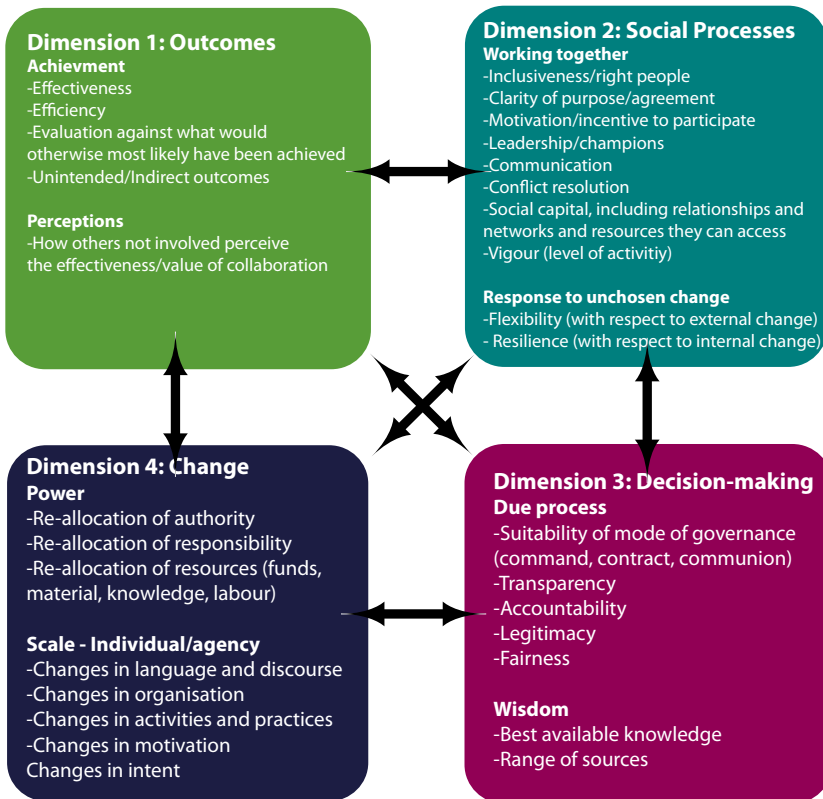 Dimension 1: Outcomes
Achievment
-Effectiveness
-Efficiency
-Evaluation against what would
otherwise most likely have been achieved
-Unintended/Indirect outcomes
Perceptions
-How others not involved perceive
the effectiveness/value of collaboration
Dimension 2: Social Processes
Working together
-Inclusiveness/right people
-Clarity of purpose/agreement
-Motivation/incentive to participate
-Leadership/champions
-Communication
-Conflict resolution
-Social capital, including relationships and
networks and resources they can access
-Vigour (level of activitiy)
Response to unchosen change
-Flexibility (with respect to external change)
- Resilience (with respect to internal change)
Dimension 4: Change
Power
-Re-allocation of authority
-Re-allocation of responsibility
-Re-allocation of resources (funds,
material, knowledge, labour)
Scale - Individual/agency
-Changes in language and discourse
-Changes in organisation
-Changes in activities and practices
-Changes in motivation
Changes in intent
Dimension 3: Decision-making
Due process
-Suitability of mode of governance
(command, contract, communion)
-Transparency
-Accountability
-Legitimacy
-Fairness
Wisdom
-Best available knowledge
-Range of sources